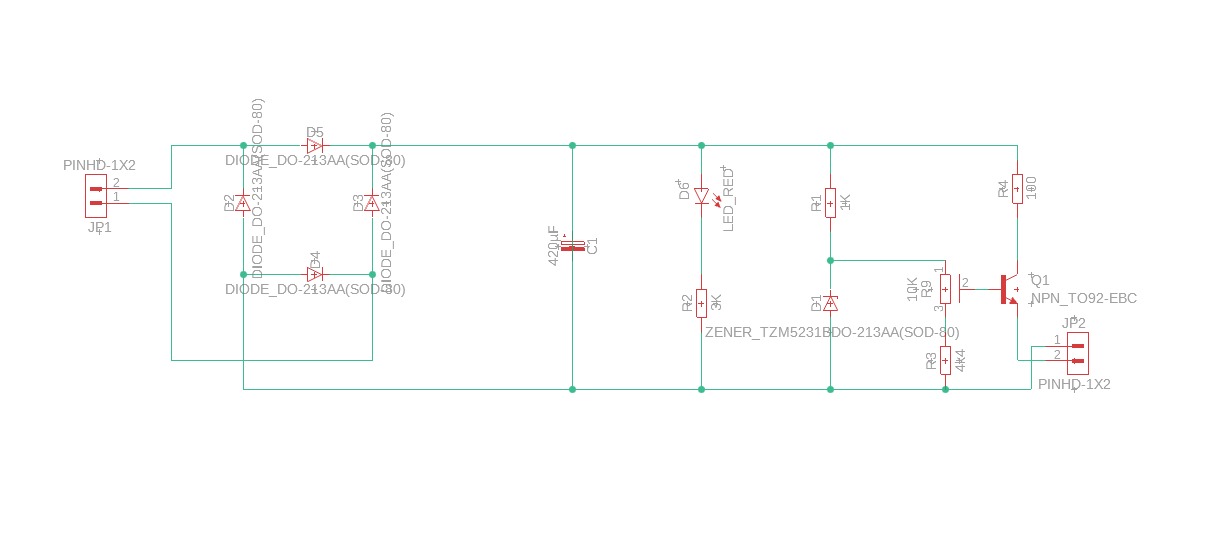 PINHD-1X2
2
1
JP1
D5
DIODE_DO-213AA(SOD-80)
D2
DIODE_DO-213AA(SOD-80)
D3
DIODE_DO-213AA(SOD-80)
D4
DIODE_DO-213AA(SOD-80)
420µF
C1
D6
LED_RED
R2
3K
R1
1K
D1
ZENER_TZM5231BDO-213AA(SOD-80)
10K
R9
1
2
3
R3
4k4
R4
100
Q1
NPN_TO92-EBC
JP2
1
2
PINHD-1X2